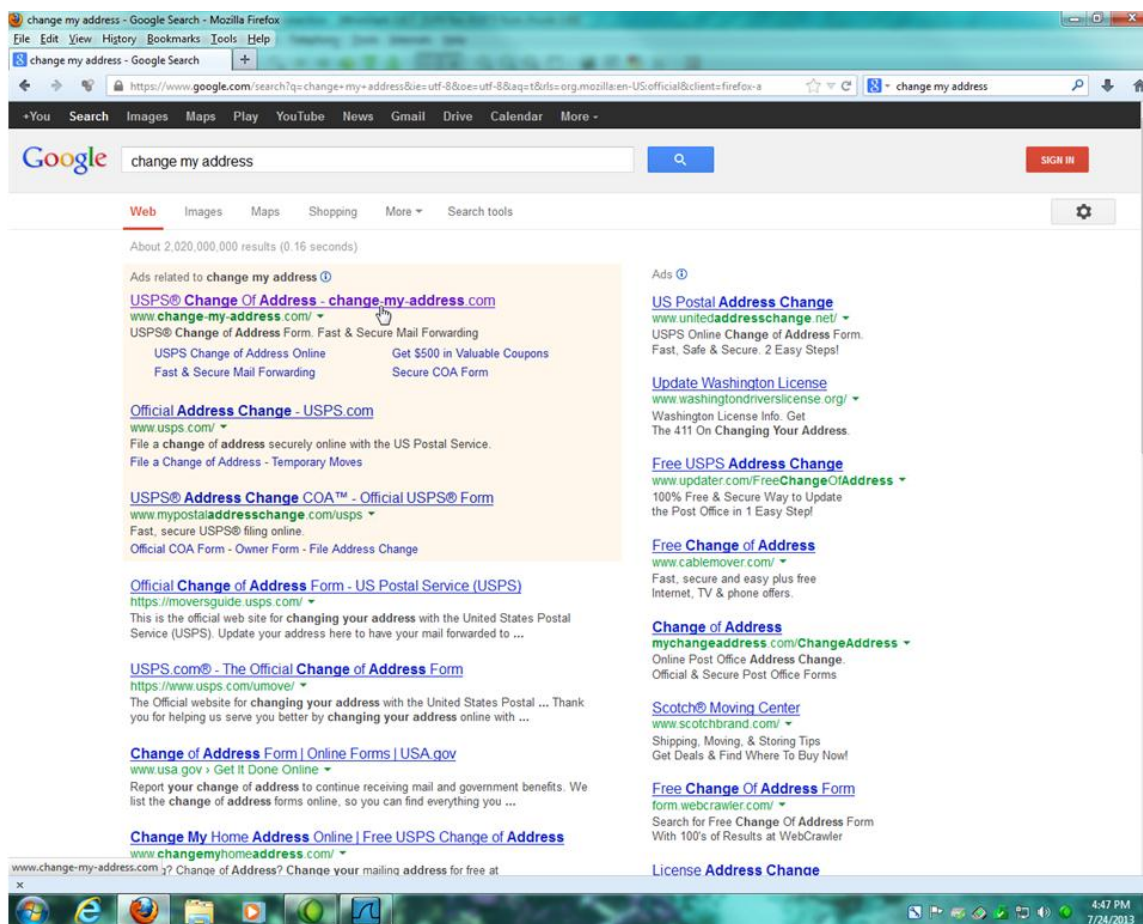 change my address - Google Search - Mozilla Firefox
File Edit View History Bookmarks Tools Help
change my address - Google Search +
https://www.google.com/search?q=change+my+address&ie=utf-8&oe=utf-8&aq=t&rls=org.mozilla:en-US:official&client=firefox-a
change my address
+You Search Images Maps Play YouTube News Gmail Drive Calendar More
Google
change my address
SIGN IN
Web Images Maps Shopping More Search tools
About 2,020,000,000 results (0.16 seconds)
Ads related to change my address
USPS® Change Of Address - change-my-address.com
www.change-my-address.com/
USPS® Change of Address Form. Fast & Secure Mail Forwarding
USPS Change of Address Online Get $500 in Valuable Coupons
Fast & Secure Mail Forwarding Secure COA Form
Official Address Change - USPS.com
www.usps.com/
File a change of address securely online with the US Postal Service.
File a Change of Address - Temporary Moves
USPS® Address Change COA™ - Official USPS® Form
www.mypostaladdresschange.com/usps
Fast, secure USPS® filing online.
Official COA Form - Owner Form - File Address Change
Official Change of Address Form - US Postal Service (USPS)
https://moversguide.usps.com/
This is the official web site for changing your address with the United States Postal
Service (USPS). Update your address here to have your mail forwarded to ...
USPS.com® - The Official Change of Address Form
https://www.usps.com/umove/
The Official website for changing your address with the United States Postal ... Thank
you for helping us serve you better by changing your address online with ...
Change of Address Form | Online Forms | USA.gov
www.usa.gov › Get It Done Online
Report your change of address to continue receiving mail and government benefits. We
list the change of address forms online, so you can find everything you ...
Change My Home Address Online | Free USPS Change of Address
www.changemyhomeaddress.com/
? Change of Address? Change your mailing address for free at
www.change-my-address.com
Ads
US Postal Address Change
www.unitedaddresschange.net/
USPS Online Change of Address Form.
Fast, Safe & Secure. 2 Easy Steps!
Update Washington License
www.washingtondriverslicense.org/
Washington License Info. Get
The 411 On Changing Your Address.
Free USPS Address Change
www.updater.com/FreeChangeOfAddress
100% Free & Secure Way to Update
the Post Office in 1 Easy Step!
Free Change of Address
www.cablemover.com/
Fast, secure and easy plus free
Internet, TV & phone offers.
Change of Address
mychangeaddress.com/ChangeAddress
Online Post Office Address Change.
Official & Secure Post Office Forms
Scotch® Moving Center
www.scotchbrand.com/
Shipping, Moving, & Storing Tips
Get Deals & Find Where To Buy Now!
Free Change Of Address Form
form.webcrawler.com/
Search for Free Change Of Address Form
With 100's of Results at WebCrawler
License Address Change
4:47 PM
7/24/2013